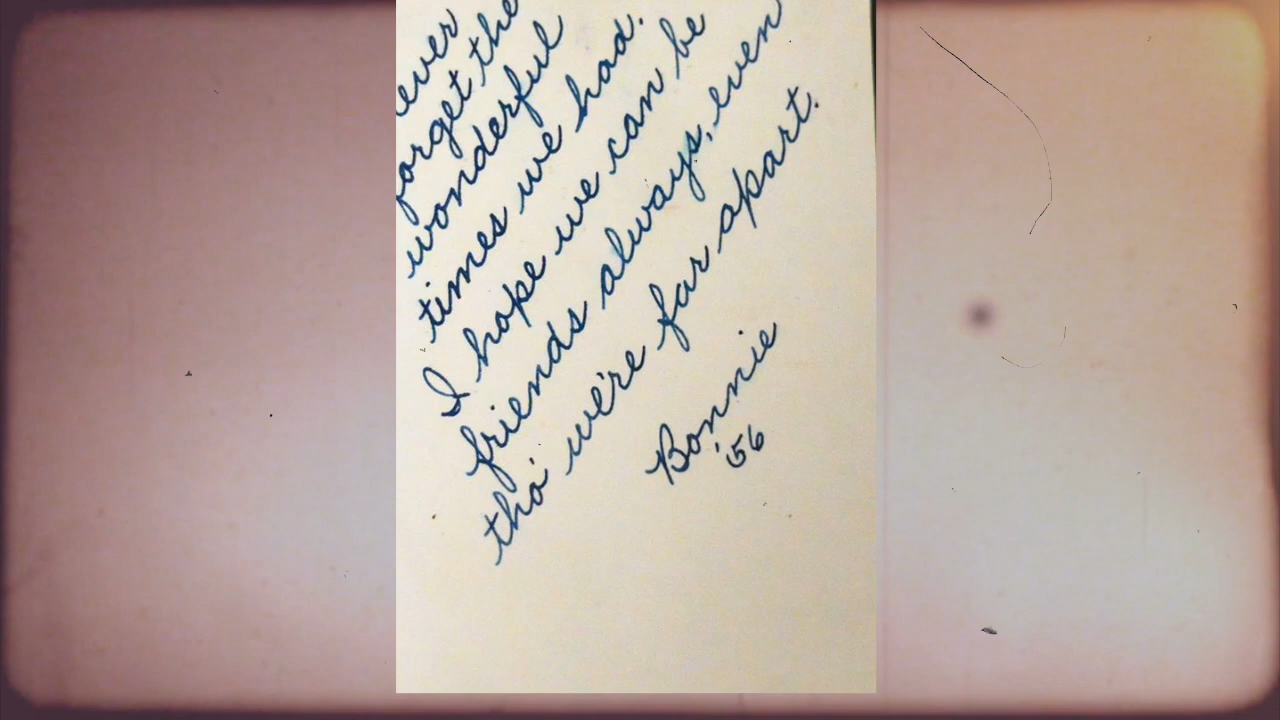 ever
forget the
wonderful
times we had.
I hope we can be
friends always, even
tho' we're far apart.
Bonnie
'56